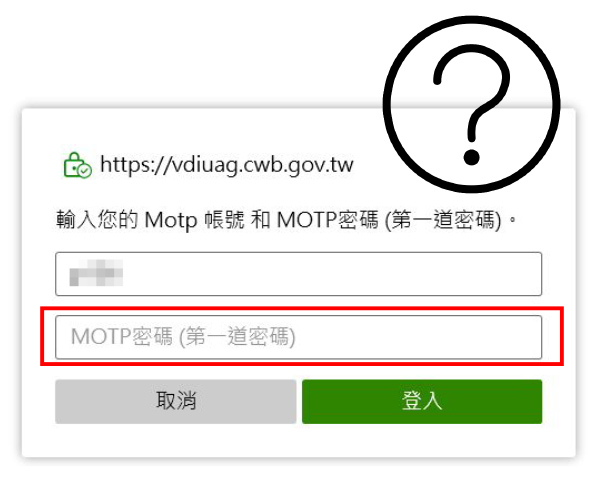 https://vdiuag.cwb.gov.tw
輸入您的 Motp 帳號 和 MOTP密碼 (第一道密碼)。
MOTP密碼 (第一道密碼)
取消 登入